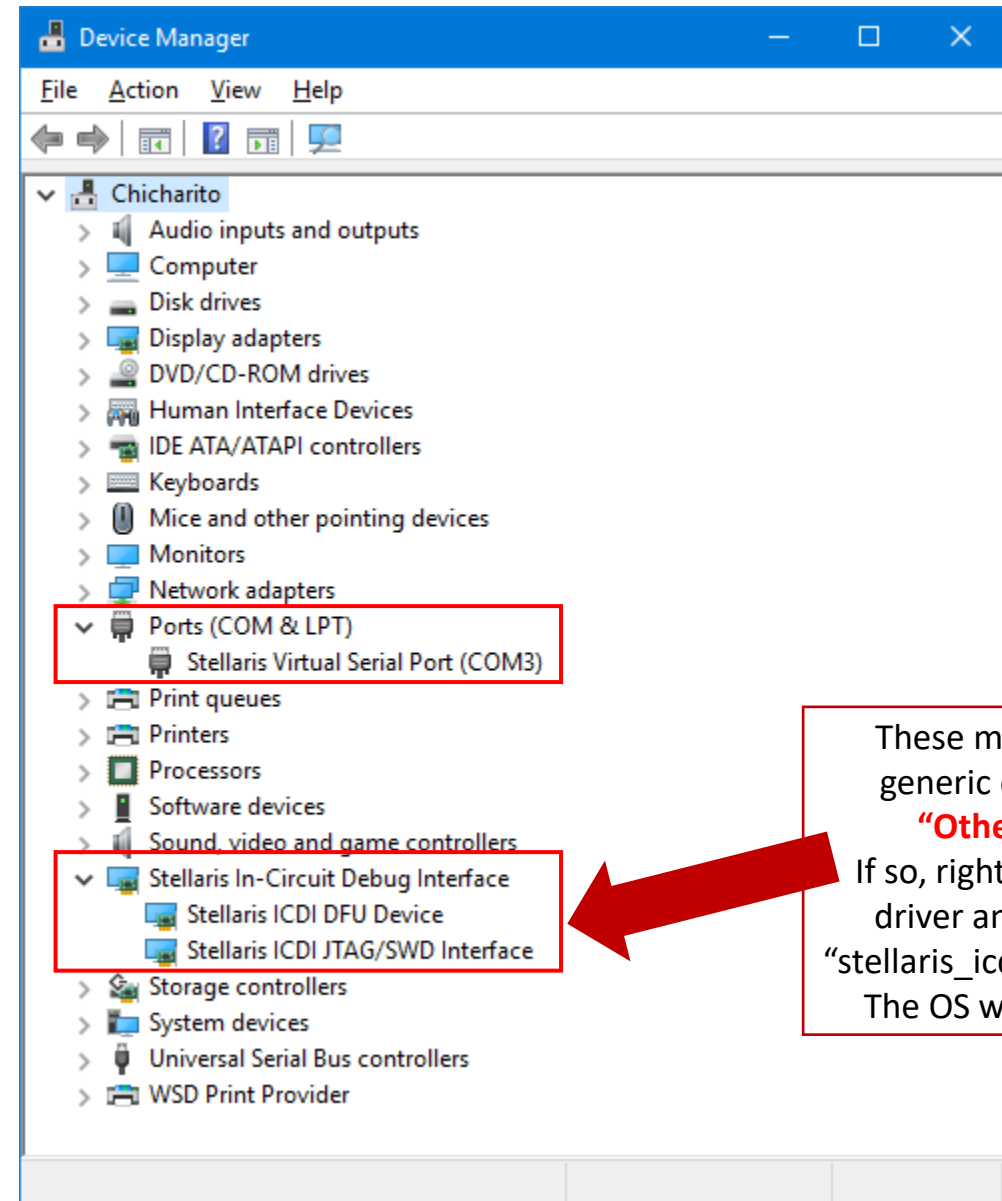 Device Manager
File Action View Help
Chicharito
Audio inputs and outputs
Computer
Disk drives
Display adapters
DVD/CD-ROM drives
Human Interface Devices
IDE ATA/ATAPI controllers
Keyboards
Mice and other pointing devices
Monitors
Network adapters
Ports (COM & LPT)
Stellaris Virtual Serial Port (COM3)
Print queues
Printers
Processors
Software devices
Sound, video and game controllers
Stellaris In-Circuit Debug Interface
Stellaris ICDI DFU Device
Stellaris ICDI JTAG/SWD Interface
Storage controllers
System devices
Universal Serial Bus controllers
WSD Print Provider
These m
generic
“Othe
If so, right
driver ar
“stellaris_ic
The OS w